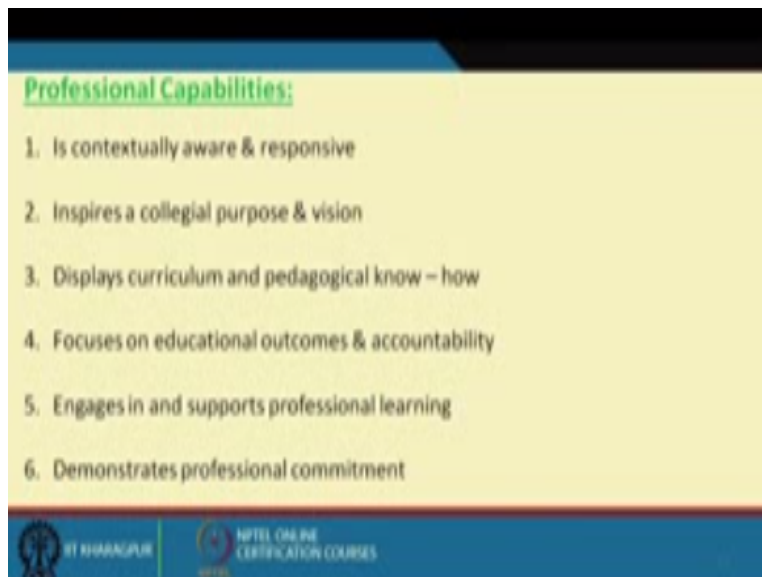 Professional Capabilities:
1. Is contextually aware & responsive
2. Inspires a collegial purpose & vision
3. Displays curriculum and pedagogical know – how
4. Focuses on educational outcomes & accountability
5. Engages in and supports professional learning
6. Demonstrates professional commitment
IIT KHARAGPUR
NPTEL ONLINE
CERTIFICATION COURSES
NPTEL